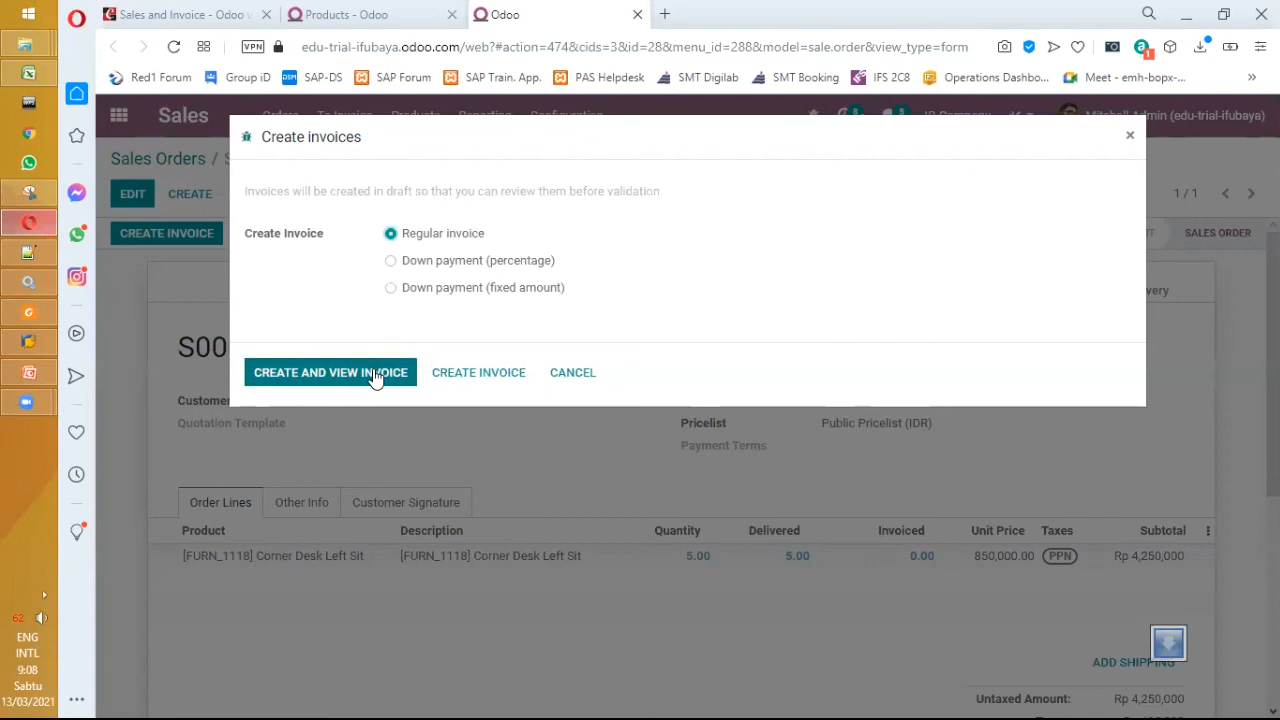 Sales and Invoice - Odoo v
Products - Odoo
Odoo
VPN
edu-trial-ifubaya.odoo.com/web?#action=474&cids=3&id=28&menu_id=288&model=sale.order&view_type=form
Red1 Forum
Group iD
SAP-DS
SAP Forum
SAP Train. App.
PAS Helpdesk
SMT Digilab
SMT Booking
IFS 2C8
Operations Dashbo...
Meet - emh-bopx-...
Sales
Orders
To Invoice
Products
Reporting
Configuration
Mitchell Admin (edu-trial-ifubaya)
Create invoices
Sales Orders /
EDIT
CREATE
1 / 1
Invoices will be created in draft so that you can review them before validation.
CREATE INVOICE
Create Invoice
Regular invoice
SALES ORDER
Down payment (percentage)
Down payment (fixed amount)
S00
CREATE AND VIEW INVOICE
CREATE INVOICE
CANCEL
Customer
Quotation Template
Pricelist
Public Pricelist (IDR)
Payment Terms
Order Lines
Other Info
Customer Signature
Product
Description
Quantity
Delivered
Invoiced
Unit Price
Taxes
Subtotal
[FURN_1118] Corner Desk Left Sit
[FURN_1118] Corner Desk Left Sit
5.00
5.00
0.00
850,000.00
PPN
Rp 4,250,000
ADD SHIPPING
Untaxed Amount:
Rp 4,250,000
62
ENG
INTL
9:08
Sabtu
13/03/2021